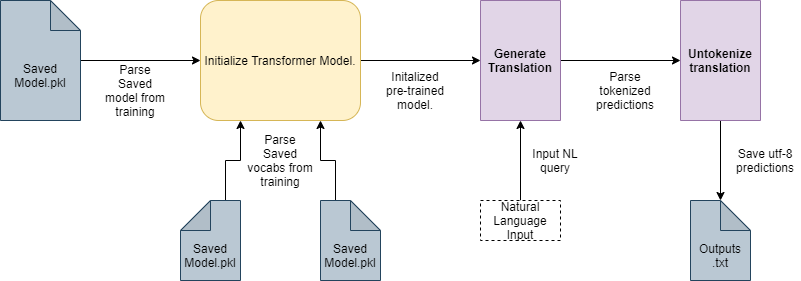 Saved
Model.pkl
Parse
Saved
model from
training
Initialize Transformer Model.
Initalized
pre-trained
model.
Generate
Translation
Parse
tokenized
predictions
Untokenize
translation
Parse
Saved
vocabs from
training
Input NL
query
Save utf-8
predictions
Saved
Model.pkl
Saved
Model.pkl
Natural
Language
Input
Outputs
.txt